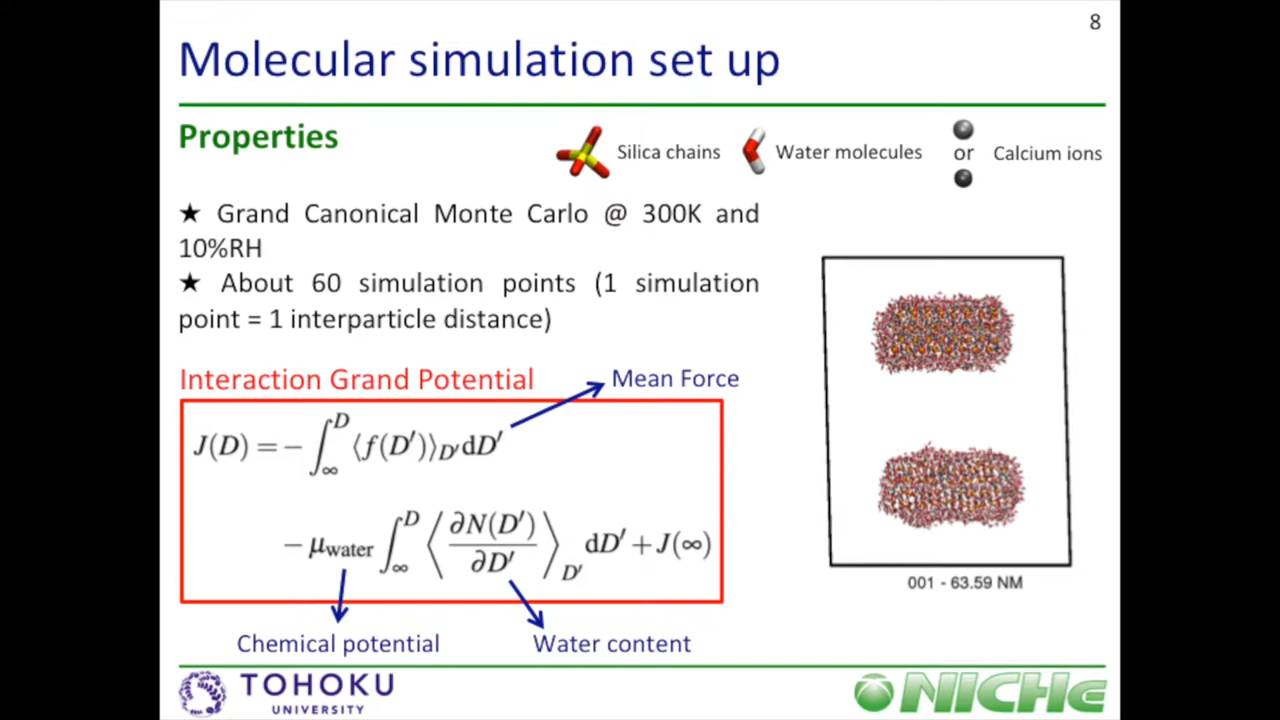 8
Molecular simulation set up
Properties
Silica chains
Water molecules
or
Calcium ions
★ Grand Canonical Monte Carlo @ 300K and
10%RH
★ About 60 simulation points (1 simulation
point = 1 interparticle distance)
Interaction Grand Potential
Mean Force
J(D) = − ∫_∞^D ⟨f(D′)⟩_{D′} dD′
− μ_water ∫_∞^D ⟨∂N(D′)/∂D′⟩_{D′} dD′ + J(∞)
001 - 63.59 NM
Chemical potential
Water content
TOHOKU
UNIVERSITY
NICHe